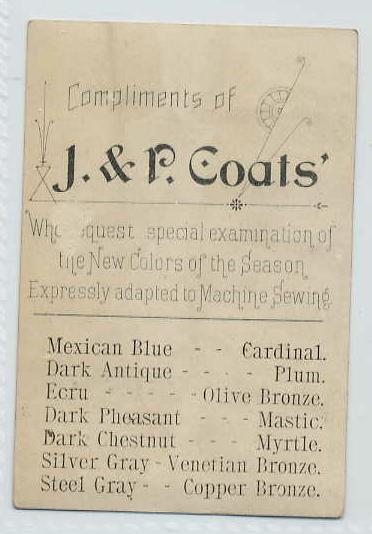 Compliments of
J. & P. Coats'
Who request special examination of
the New Colors of the Season
Expressly adapted to Machine Sewing.
Mexican Blue - - Cardinal.
Dark Antique - - - - Plum.
Ecru - - - - - Olive Bronze.
Dark Pheasant - - - Mastic.
Dark Chestnut - - - Myrtle.
Silver Gray - Venetian Bronze.
Steel Gray - - Copper Bronze.